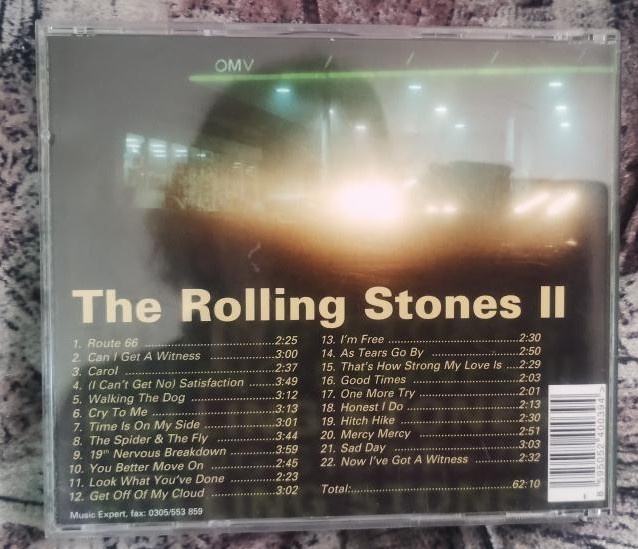 OMV
The Rolling Stones II
1. Route 66 ..........2:25
2. Can I Get A Witness ..........3:00
3. Carol ..........2:37
4. (I Can't Get No) Satisfaction ..........3:49
5. Walking The Dog ..........3:12
6. Cry To Me ..........3:13
7. Time Is On My Side ..........3:01
8. The Spider & The Fly ..........3:44
9. 19th Nervous Breakdown ..........3:59
10. You Better Move On ..........2:45
11. Look What You've Done ..........2:23
12. Get Off Of My Cloud ..........3:02
13. I'm Free ..........2:30
14. As Tears Go By ..........2:50
15. That's How Strong My Love Is ...2:29
16. Good Times ..........2:03
17. One More Try ..........2:01
18. Honest I Do ..........2:13
19. Hitch Hike ..........2:30
20. Mercy Mercy ..........2:51
21. Sad Day ..........3:03
22. Now I've Got A Witness ..........2:32
Total:..........62:10
Music Expert, fax: 0305/553 859